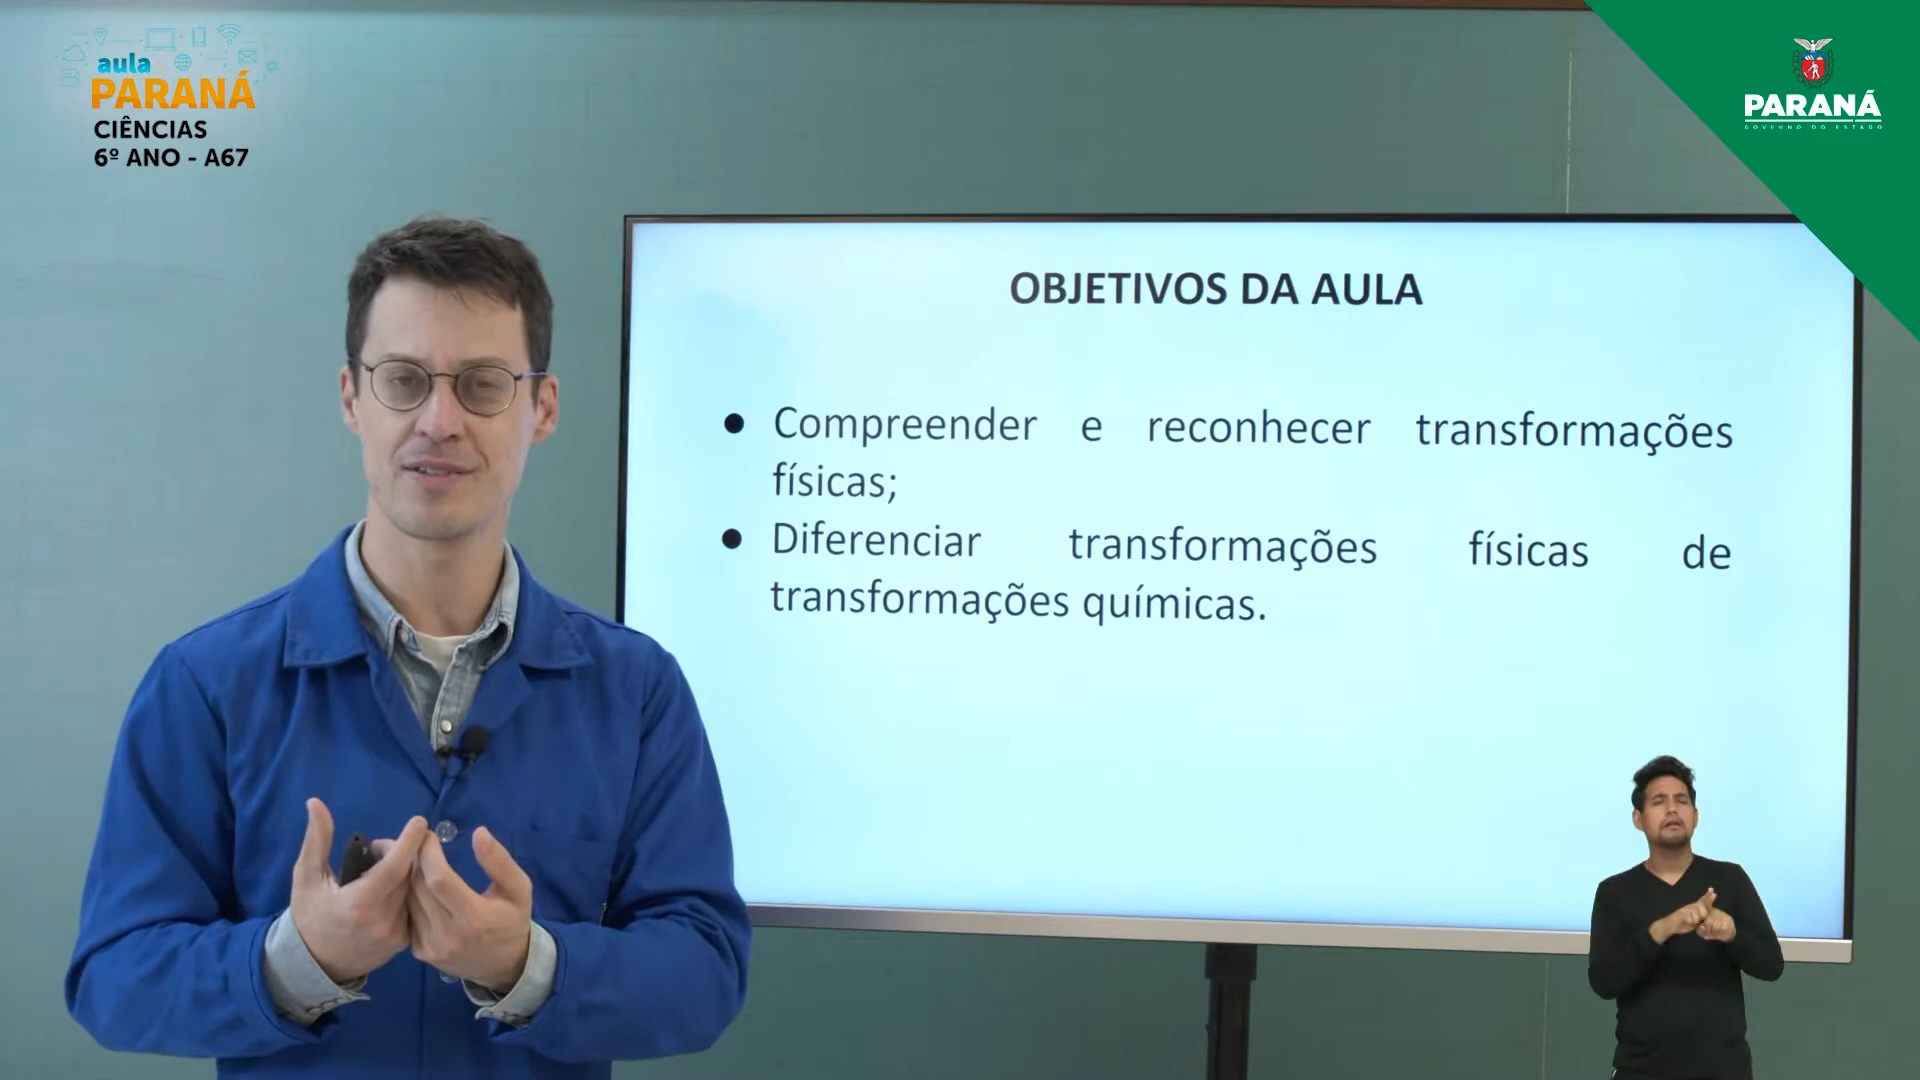 aula
PARANÁ
CIÊNCIAS
6º ANO - A67
PARANÁ
GOVERNO DO ESTADO
OBJETIVOS DA AULA
● Compreender e reconhecer transformações
físicas;
● Diferenciar transformações físicas de
transformações químicas.